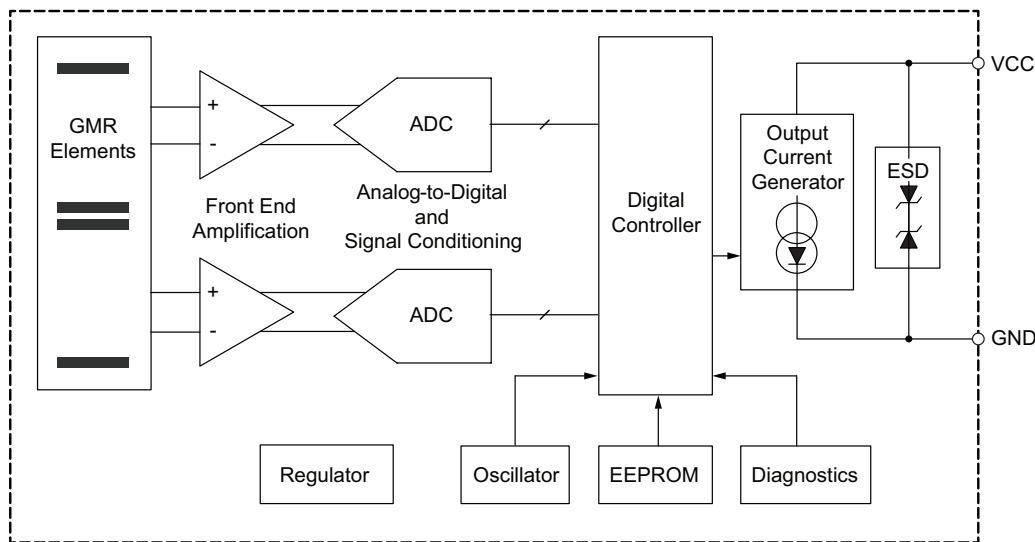 GMR
Elements
+
-
ADC
Front End
Amplification
Analog-to-Digital
and
Signal Conditioning
+
-
ADC
Digital
Controller
Output
Current
Generator
ESD
VCC
GND
Regulator
Oscillator
EEPROM
Diagnostics